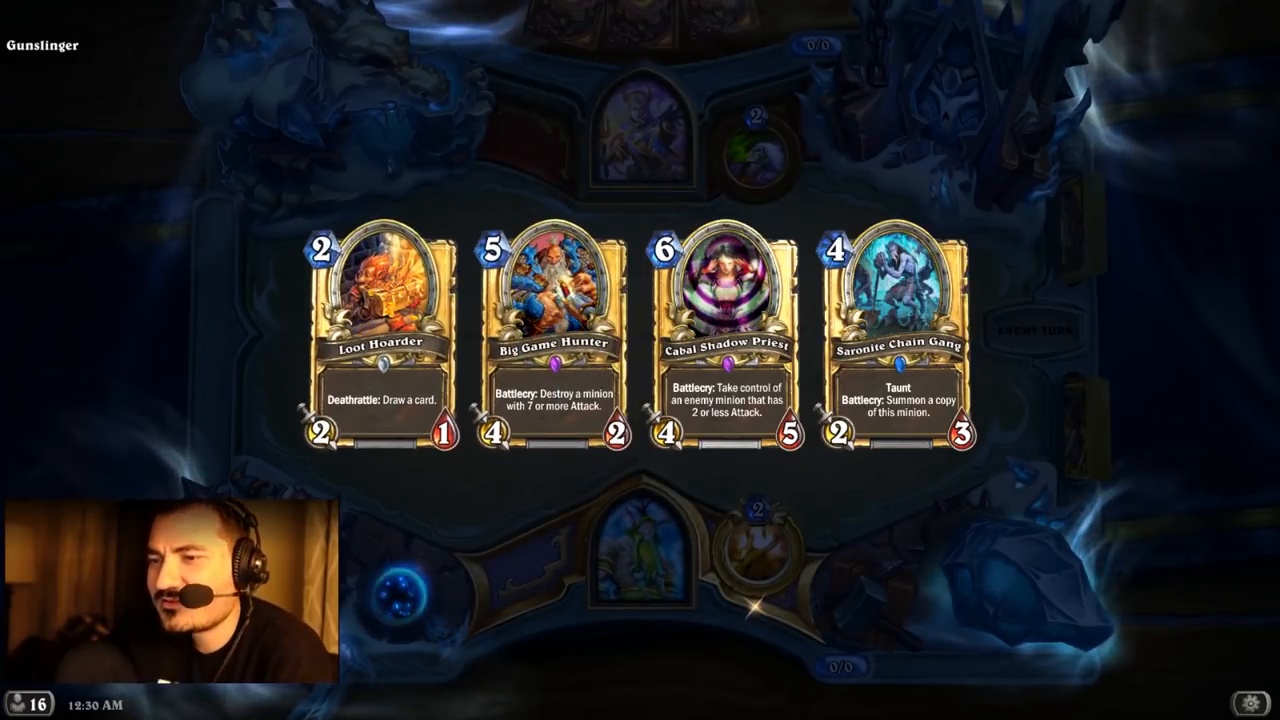 Gunslinger
0/0
2
2
5
6
4
Loot Hoarder
Big Game Hunter
Cabal Shadow Priest
Saronite Chain Gang
ENEMY TURN
Deathrattle: Draw a card.
Battlecry: Destroy a minion
with 7 or more Attack.
Battlecry: Take control of
an enemy minion that has
2 or less Attack.
Taunt
Battlecry: Summon a copy
of this minion.
2
1
4
2
4
5
2
3
2
0/0
16
12:30 AM